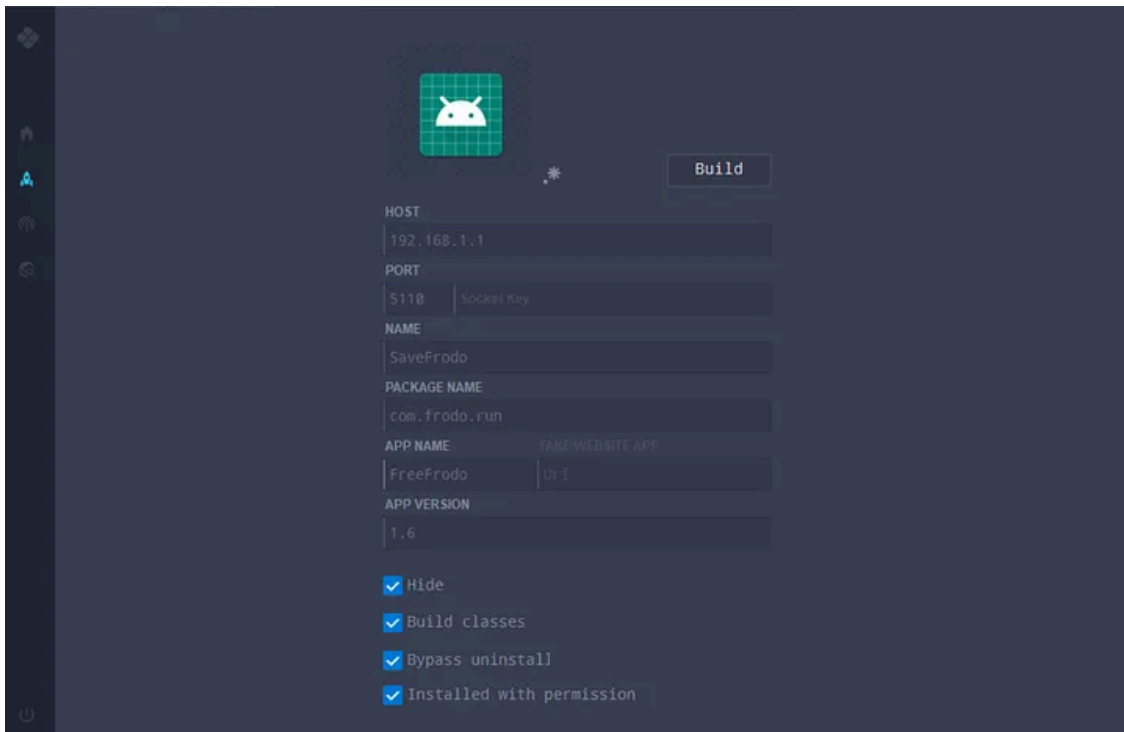 Build
HOST
192.168.1.1
PORT
5110 Socket Key
NAME
SaveFrodo
PACKAGE NAME
com.frodo.run
APP NAME FAKE WEBSITE APP
FreeFrodo Url
APP VERSION
1.6
Hide
Build classes
Bypass uninstall
Installed with permission